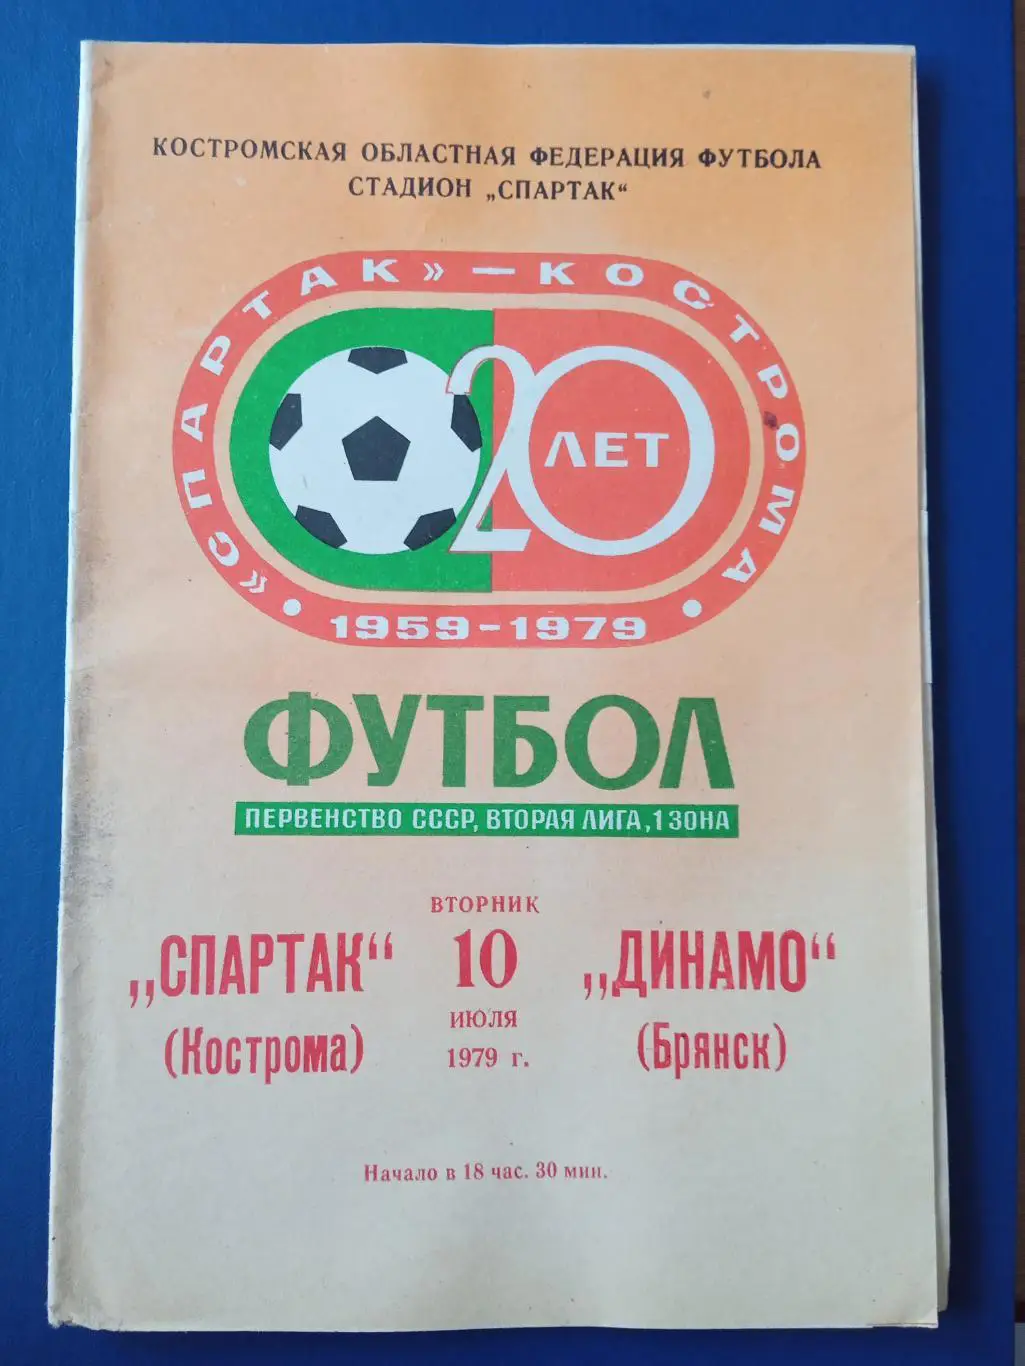 КОСТРОМСКАЯ ОБЛАСТНАЯ ФЕДЕРАЦИЯ ФУТБОЛА
СТАДИОН „СПАРТАК“
«СПАРТАК» — КОСТРОМА
20
ЛЕТ
• 1959-1979 •
ФУТБОЛ
ПЕРВЕНСТВО СССР, ВТОРАЯ ЛИГА, 1 ЗОНА
ВТОРНИК
„СПАРТАК“ 10 „ДИНАМО“
(Кострома) ИЮЛЯ (Брянск)
1979 г.
Начало в 18 час. 30 мин.